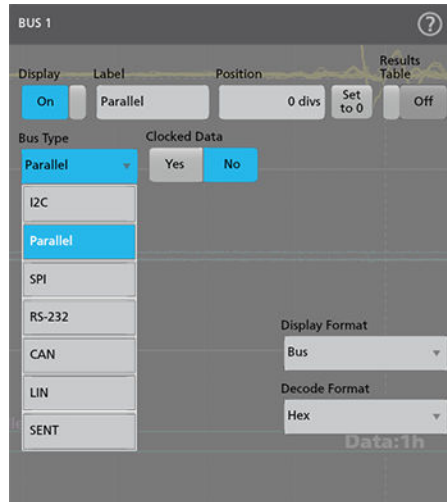 BUS 1
?
Display Label Position Results Table
On Parallel 0 divs Set to 0 Off
Bus Type Clocked Data
Parallel Yes No
I2C
Parallel
SPI
RS-232
CAN
LIN
SENT
Display Format
Bus
Decode Format
Hex
Data:1h